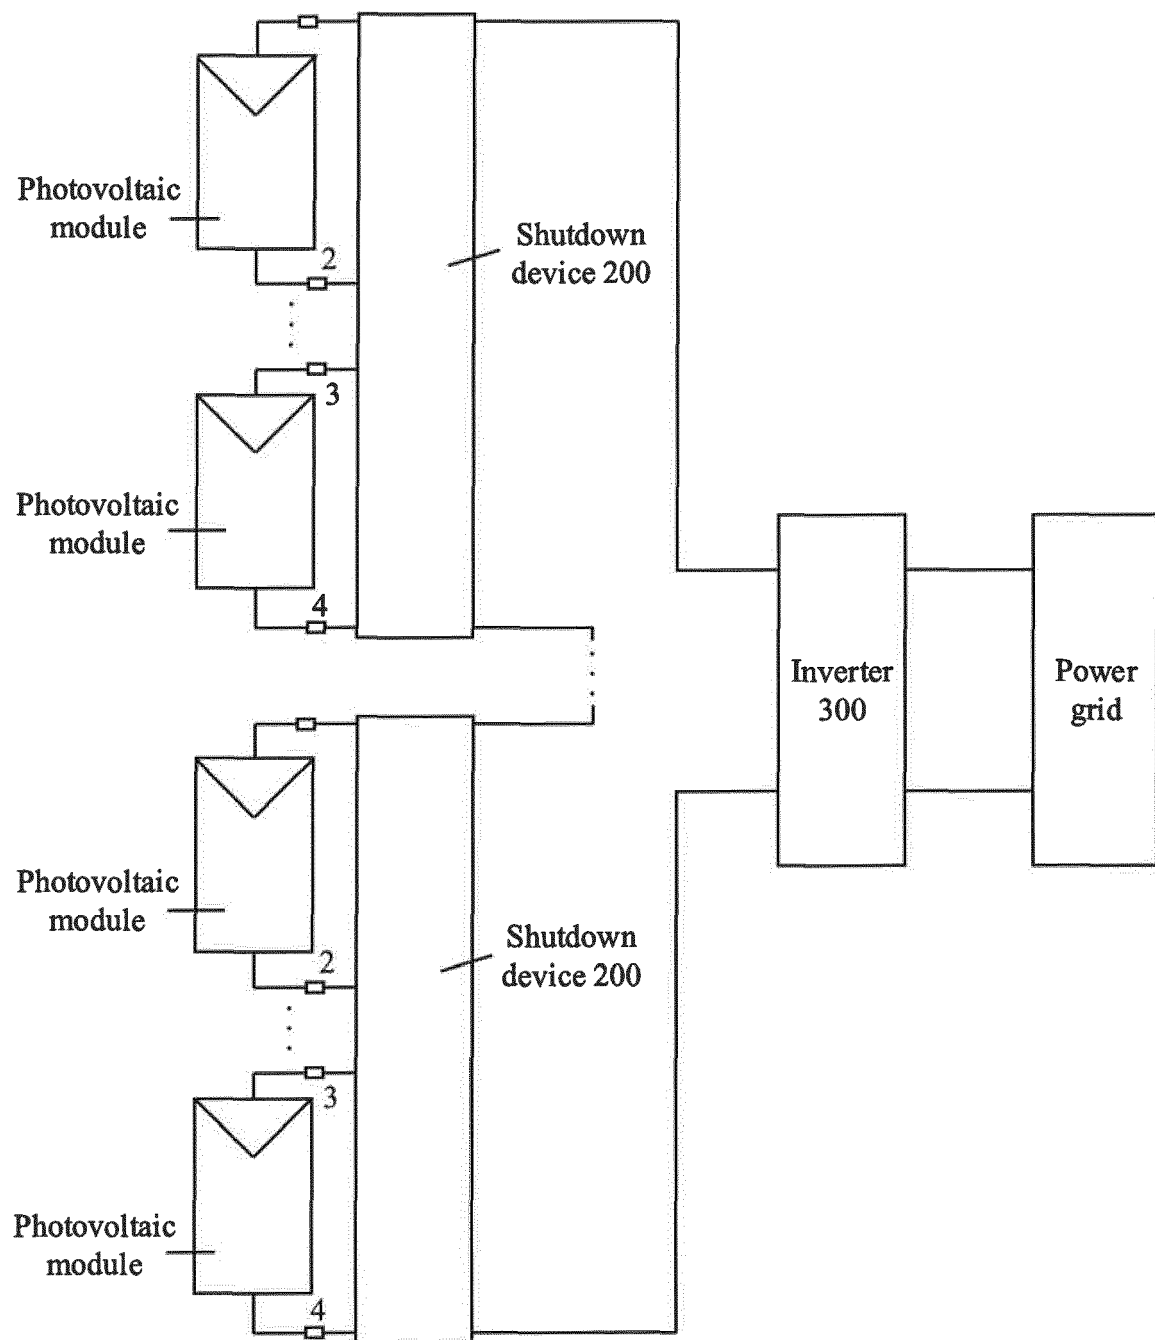 Photovoltaic
module
2
Shutdown
device 200
3
Photovoltaic
module
4
Inverter
300
Power
grid
Photovoltaic
module
2
Shutdown
device 200
3
Photovoltaic
module
4